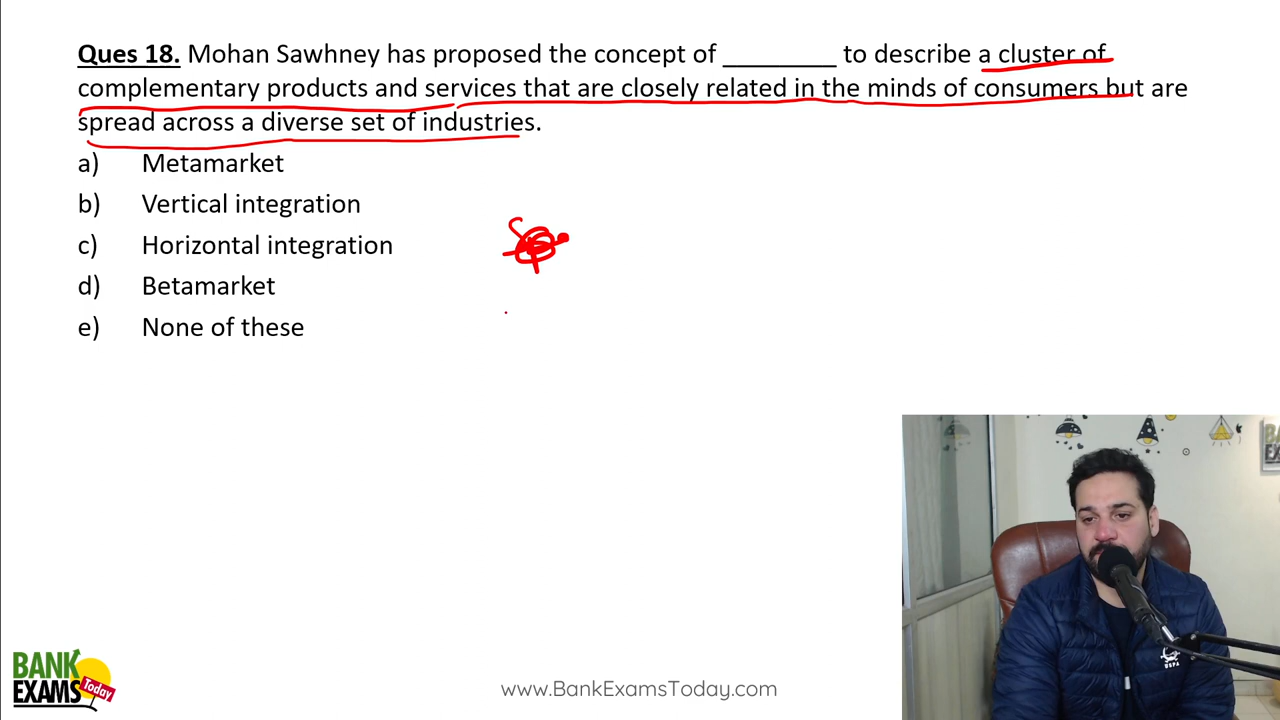 Ques 18. Mohan Sawhney has proposed the concept of ________ to describe a cluster of
complementary products and services that are closely related in the minds of consumers but are
spread across a diverse set of industries.
a) Metamarket
b) Vertical integration
c) Horizontal integration
d) Betamarket
e) None of these
BANK
EXAMS
Today
www.BankExamsToday.com